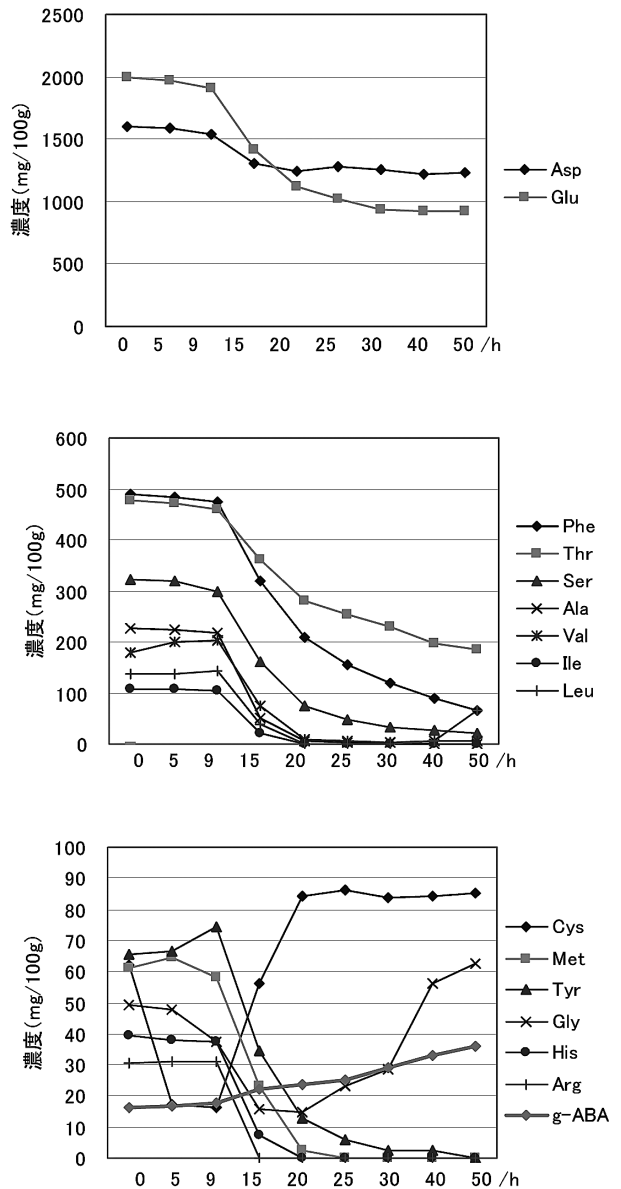 2500
2000
1500
1000
500
0
濃度(mg/100g)
0 5 9 15 20 25 30 40 50 /h
Asp
Glu
600
500
400
300
200
100
0
濃度(mg/100g)
0 5 9 15 20 25 30 40 50 /h
Phe
Thr
Ser
Ala
Val
Ile
Leu
100
90
80
70
60
50
40
30
20
10
0
濃度(mg/100g)
0 5 9 15 20 25 30 40 50 /h
Cys
Met
Tyr
Gly
His
Arg
g-ABA